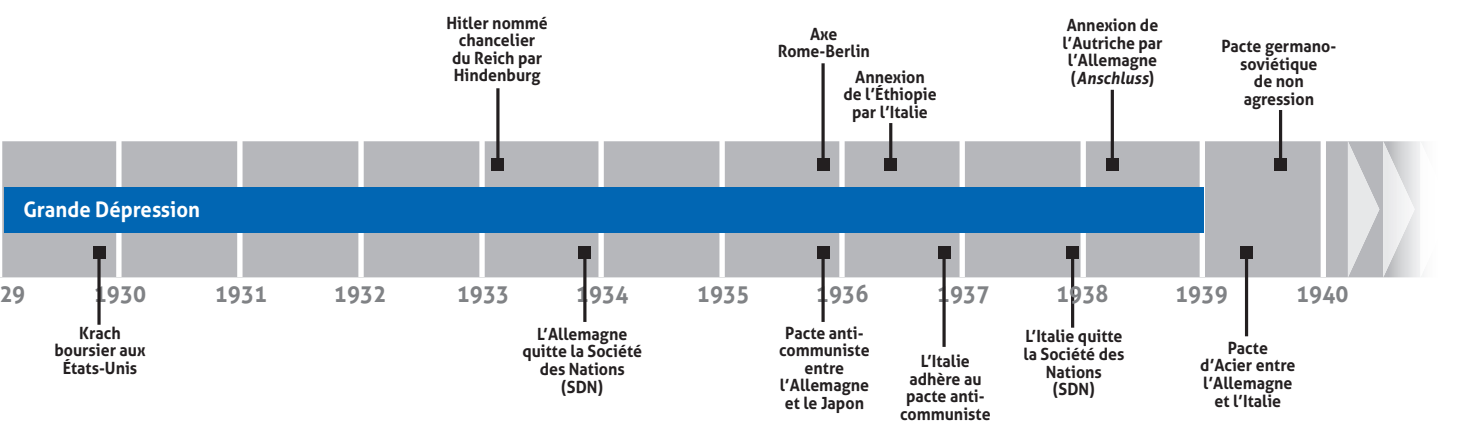 Hitler nommé
chancelier
du Reich par
Hindenburg
Axe
Rome-Berlin
Annexion
de l'Éthiopie
par l'Italie
Annexion de
l'Autriche par
l'Allemagne
(Anschluss)
Pacte germano-
soviétique
de non
agression
Grande Dépression
29 1930 1931 1932 1933 1934 1935 1936 1937 1938 1939 1940
Krach
boursier aux
États-Unis
L'Allemagne
quitte la Société
des Nations
(SDN)
Pacte anti-
communiste
entre
l'Allemagne
et le Japon
L'Italie
adhère au
pacte anti-
communiste
L'Italie quitte
la Société des
Nations
(SDN)
Pacte
d'Acier entre
l'Allemagne
et l'Italie